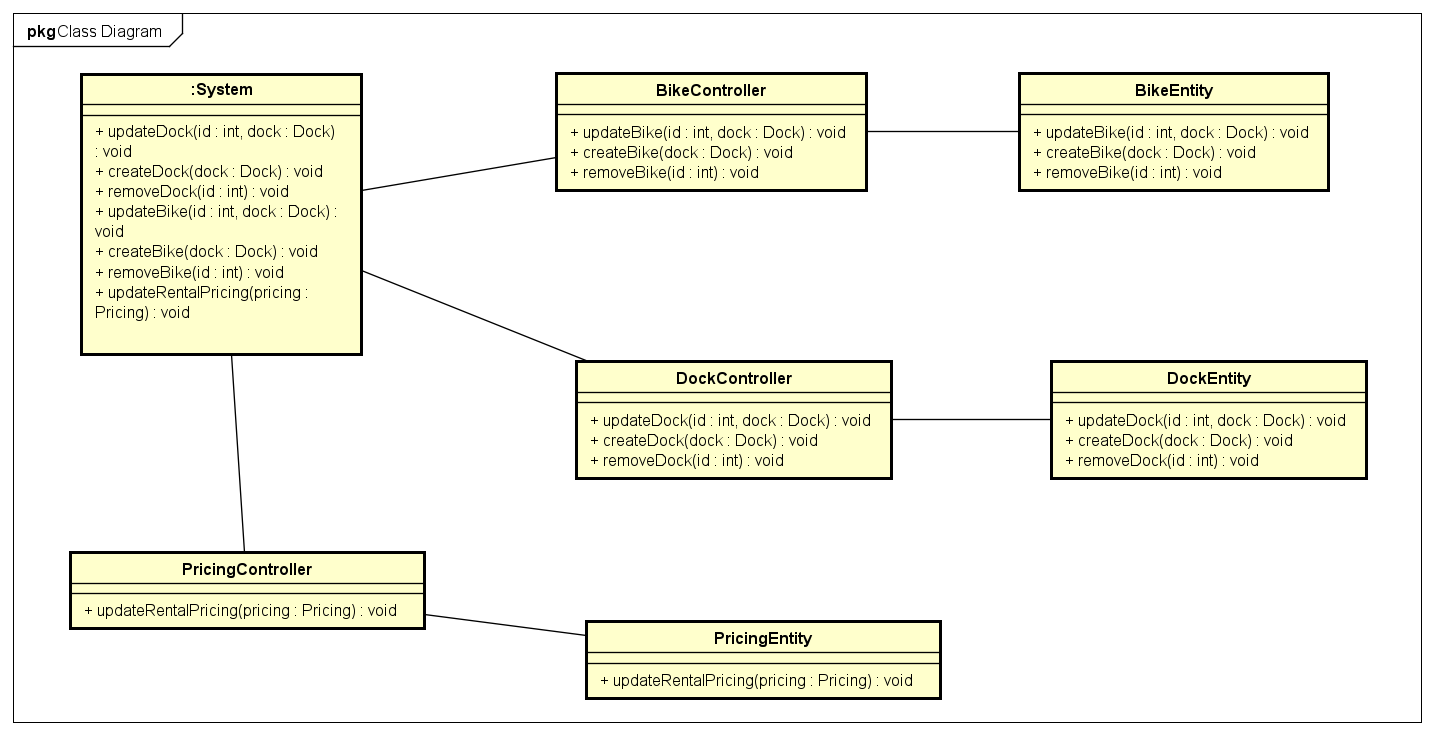 pkg Class Diagram
:System
+ updateDock(id : int, dock : Dock)
: void
+ createDock(dock : Dock) : void
+ removeDock(id : int) : void
+ updateBike(id : int, dock : Dock) :
void
+ createBike(dock : Dock) : void
+ removeBike(id : int) : void
+ updateRentalPricing(pricing :
Pricing) : void
BikeController
+ updateBike(id : int, dock : Dock) : void
+ createBike(dock : Dock) : void
+ removeBike(id : int) : void
BikeEntity
+ updateBike(id : int, dock : Dock) : void
+ createBike(dock : Dock) : void
+ removeBike(id : int) : void
DockController
+ updateDock(id : int, dock : Dock) : void
+ createDock(dock : Dock) : void
+ removeDock(id : int) : void
DockEntity
+ updateDock(id : int, dock : Dock) : void
+ createDock(dock : Dock) : void
+ removeDock(id : int) : void
PricingController
+ updateRentalPricing(pricing : Pricing) : void
PricingEntity
+ updateRentalPricing(pricing : Pricing) : void